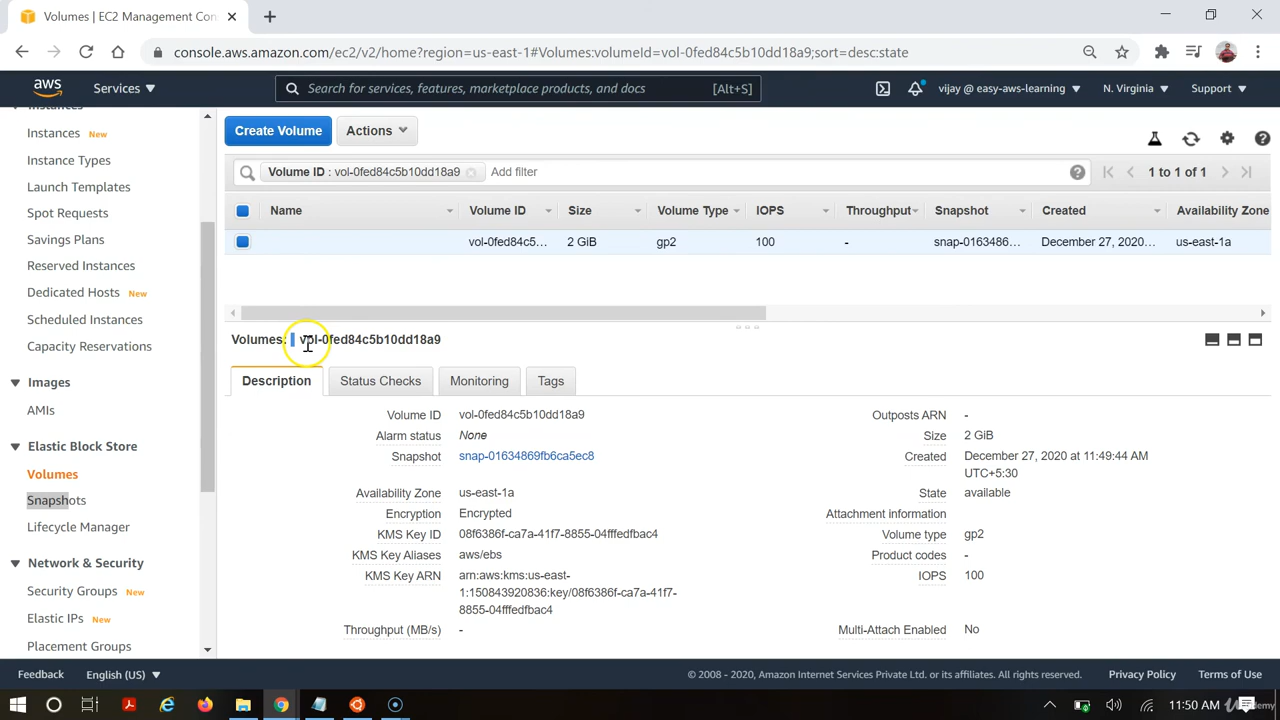 Volumes | EC2 Management Con
console.aws.amazon.com/ec2/v2/home?region=us-east-1#Volumes:volumeId=vol-0fed84c5b10dd18a9;sort=desc:state
aws Services Search for services, features, marketplace products, and docs [Alt+S] vijay @ easy-aws-learning N. Virginia Support
Instances
Instances New
Instance Types
Launch Templates
Spot Requests
Savings Plans
Reserved Instances
Dedicated Hosts New
Scheduled Instances
Capacity Reservations
Images
AMIs
Elastic Block Store
Volumes
Snapshots
Lifecycle Manager
Network & Security
Security Groups New
Elastic IPs New
Placement Groups
Create Volume Actions
Volume ID : vol-0fed84c5b10dd18a9 Add filter 1 to 1 of 1
Name Volume ID Size Volume Type IOPS Throughput Snapshot Created Availability Zone
vol-0fed84c5... 2 GiB gp2 100 - snap-0163486... December 27, 2020... us-east-1a
Volumes: vol-0fed84c5b10dd18a9
Description Status Checks Monitoring Tags
Volume ID vol-0fed84c5b10dd18a9
Alarm status None
Snapshot snap-01634869fb6ca5ec8
Availability Zone us-east-1a
Encryption Encrypted
KMS Key ID 08f6386f-ca7a-41f7-8855-04fffedfbac4
KMS Key Aliases aws/ebs
KMS Key ARN arn:aws:kms:us-east-
1:150843920836:key/08f6386f-ca7a-41f7-
8855-04fffedfbac4
Throughput (MB/s) -
Outposts ARN -
Size 2 GiB
Created December 27, 2020 at 11:49:44 AM
UTC+5:30
State available
Attachment information
Volume type gp2
Product codes -
IOPS 100
Multi-Attach Enabled No
Feedback English (US) © 2008 - 2020, Amazon Internet Services Private Ltd. or its affiliates. All rights reserved. Privacy Policy Terms of Use
11:50 AM
Udemy